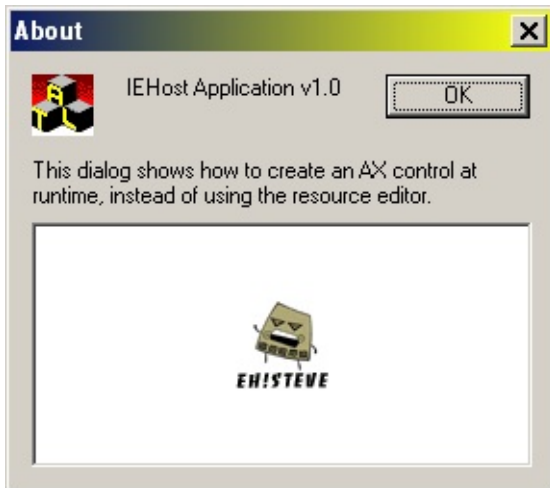 About
ATL
IEHost Application v1.0
OK
This dialog shows how to create an AX control at
runtime, instead of using the resource editor.
EH!STEVE